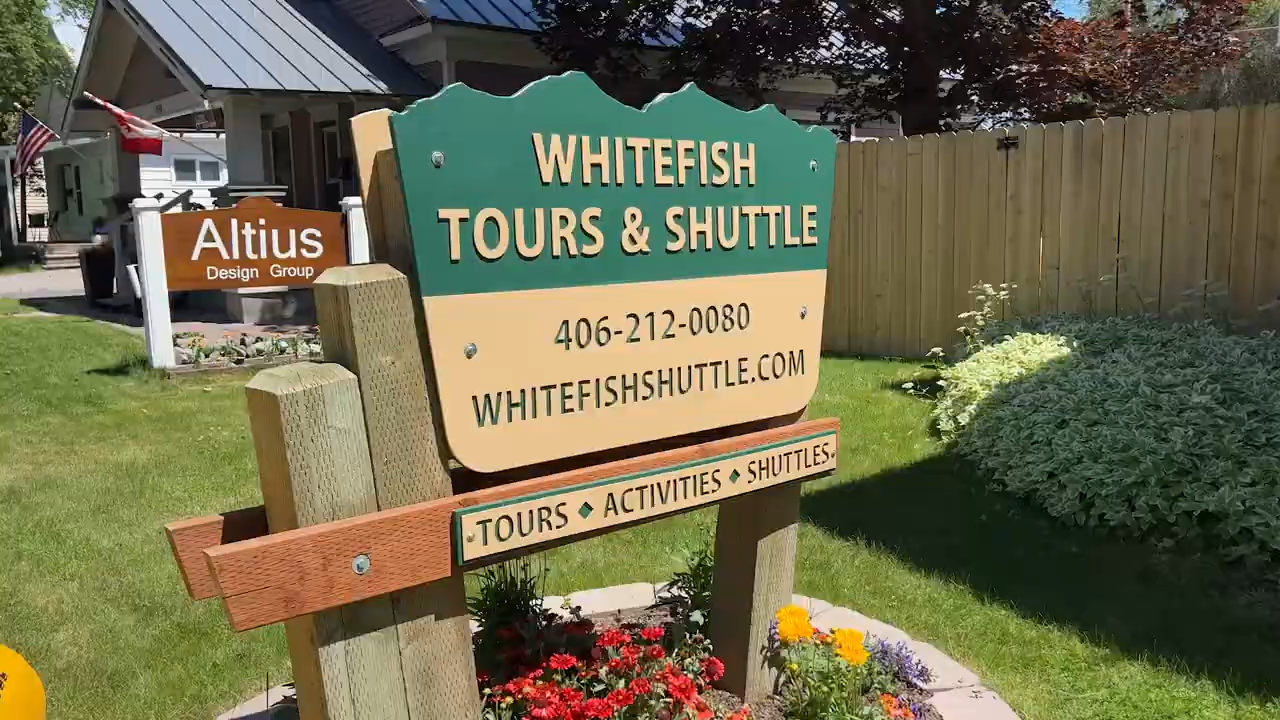 WHITEFISH
TOURS & SHUTTLE
406-212-0080
WHITEFISHSHUTTLE.COM
TOURS ◆ ACTIVITIES ◆ SHUTTLES
Altius
Design Group